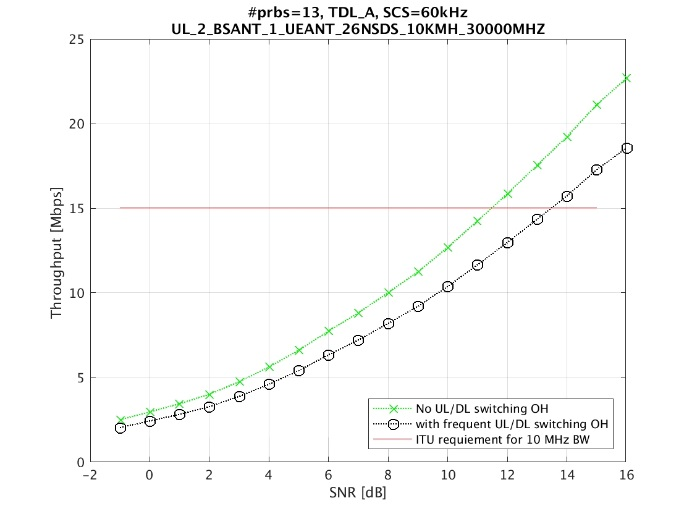 #prbs=13, TDL_A, SCS=60kHz
UL_2_BSANT_1_UEANT_26NSDS_10KMH_30000MHZ
25
20
15
10
5
0
Throughput [Mbps]
No UL/DL switching OH
with frequent UL/DL switching OH
ITU requiement for 10 MHz BW
-2
0
2
4
6
8
10
12
14
16
SNR [dB]